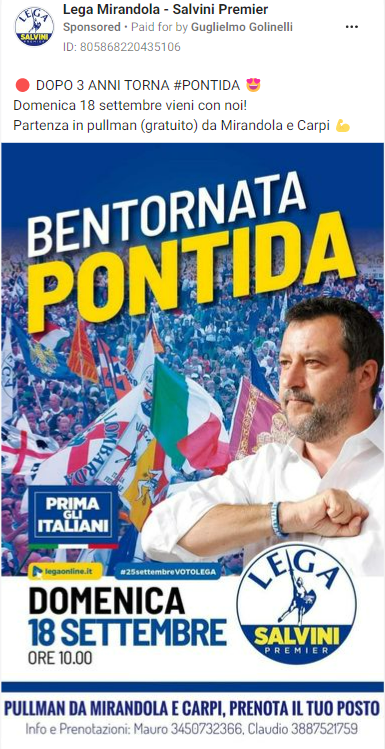 Lega Mirandola - Salvini Premier
Sponsored • Paid for by Guglielmo Golinelli
ID: 805868220435106
🔴 DOPO 3 ANNI TORNA #PONTIDA 😍
Domenica 18 settembre vieni con noi!
Partenza in pullman (gratuito) da Mirandola e Carpi 💪
BENTORNATA
PONTIDA
PRIMA
GLI
ITALIANI
legaonline.it
#25settembreVOTOLEGA
DOMENICA
18 SETTEMBRE
ORE 10.00
LEGA
SALVINI
PREMIER
PULLMAN DA MIRANDOLA E CARPI, PRENOTA IL TUO POSTO
Info e Prenotazioni: Mauro 3450732366, Claudio 3887521759